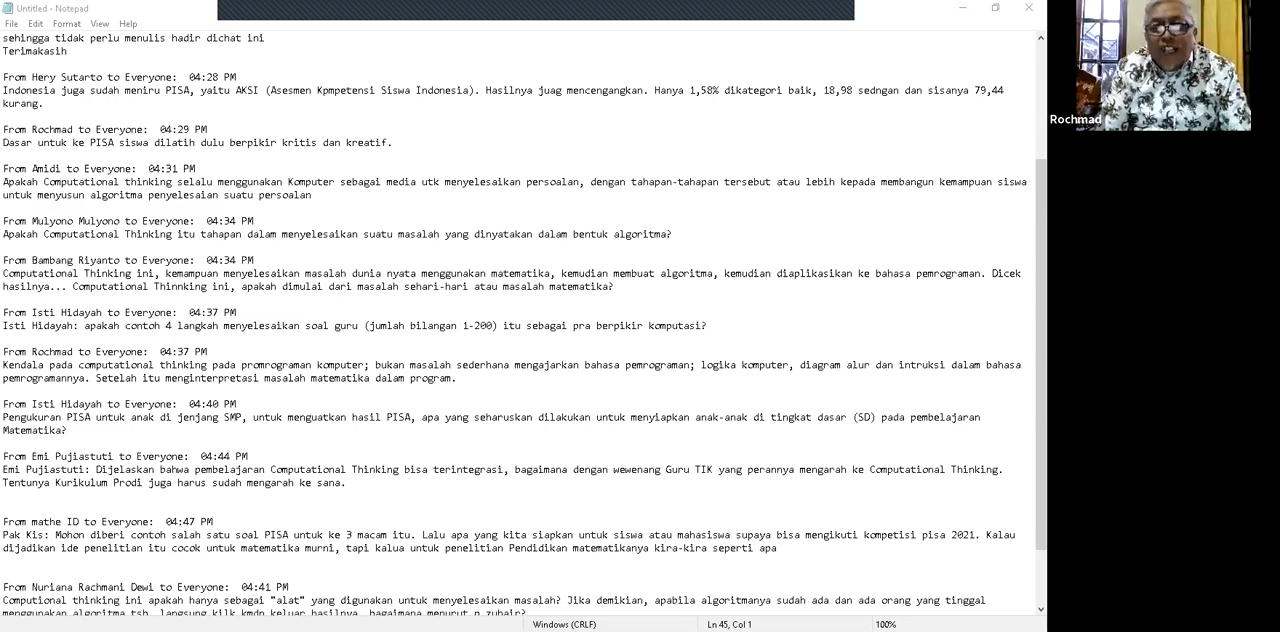 Untitled - Notepad
File Edit Format View Help
sehingga tidak perlu menulis hadir dichat ini
Terimakasih
From Hery Sutarto to Everyone: 04:28 PM
Indonesia juga sudah meniru PISA, yaitu AKSI (Asesmen Kpmpetensi Siswa Indonesia). Hasilnya juag mencengangkan. Hanya 1,58% dikategori baik, 18,98 sedngan dan sisanya 79,44
kurang.
From Rochmad to Everyone: 04:29 PM
Dasar untuk ke PISA siswa dilatih dulu berpikir kritis dan kreatif.
From Amidi to Everyone: 04:31 PM
Apakah Computational thinking selalu menggunakan Komputer sebagai media utk menyelesaikan persoalan, dengan tahapan-tahapan tersebut atau lebih kepada membangun kemampuan siswa
untuk menyusun algoritma penyelesaian suatu persoalan
From Mulyono Mulyono to Everyone: 04:34 PM
Apakah Computational Thinking itu tahapan dalam menyelesaikan suatu masalah yang dinyatakan dalam bentuk algoritma?
From Bambang Riyanto to Everyone: 04:34 PM
Computational Thinking ini, kemampuan menyelesaikan masalah dunia nyata menggunakan matematika, kemudian membuat algoritma, kemudian diaplikasikan ke bahasa pemrograman. Dicek
hasilnya... Computational Thinnking ini, apakah dimulai dari masalah sehari-hari atau masalah matematika?
From Isti Hidayah to Everyone: 04:37 PM
Isti Hidayah: apakah contoh 4 langkah menyelesaikan soal guru (jumlah bilangan 1-200) itu sebagai pra berpikir komputasi?
From Rochmad to Everyone: 04:37 PM
Kendala pada computational thinking pada promrograman komputer; bukan masalah sederhana mengajarkan bahasa pemrograman; logika komputer, diagram alur dan intruksi dalam bahasa
pemrogramannya. Setelah itu menginterpretasi masalah matematika dalam program.
From Isti Hidayah to Everyone: 04:40 PM
Pengukuran PISA untuk anak di jenjang SMP, untuk menguatkan hasil PISA, apa yang seharuskan dilakukan untuk menyiapkan anak-anak di tingkat dasar (SD) pada pembelajaran
Matematika?
From Emi Pujiastuti to Everyone: 04:44 PM
Emi Pujiastuti: Dijelaskan bahwa pembelajaran Computational Thinking bisa terintegrasi, bagaimana dengan wewenang Guru TIK yang perannya mengarah ke Computational Thinking.
Tentunya Kurikulum Prodi juga harus sudah mengarah ke sana.
From mathe ID to Everyone: 04:47 PM
Pak Kis: Mohon diberi contoh salah satu soal PISA untuk ke 3 macam itu. Lalu apa yang kita siapkan untuk siswa atau mahasiswa supaya bisa mengikuti kompetisi pisa 2021. Kalau
dijadikan ide penelitian itu cocok untuk matematika murni, tapi kalua untuk penelitian Pendidikan matematikanya kira-kira seperti apa
From Nuriana Rachmani Dewi to Everyone: 04:41 PM
Computional thinking ini apakah hanya sebagai "alat" yang digunakan untuk menyelesaikan masalah? Jika demikian, apabila algoritmanya sudah ada dan ada orang yang tinggal
menggunakan algoritma tsb, langsung kilk kmdn keluar hasilnya, bagaimana menurut p zuhair?
Windows (CRLF) Ln 45, Col 1 100%
Rochmad